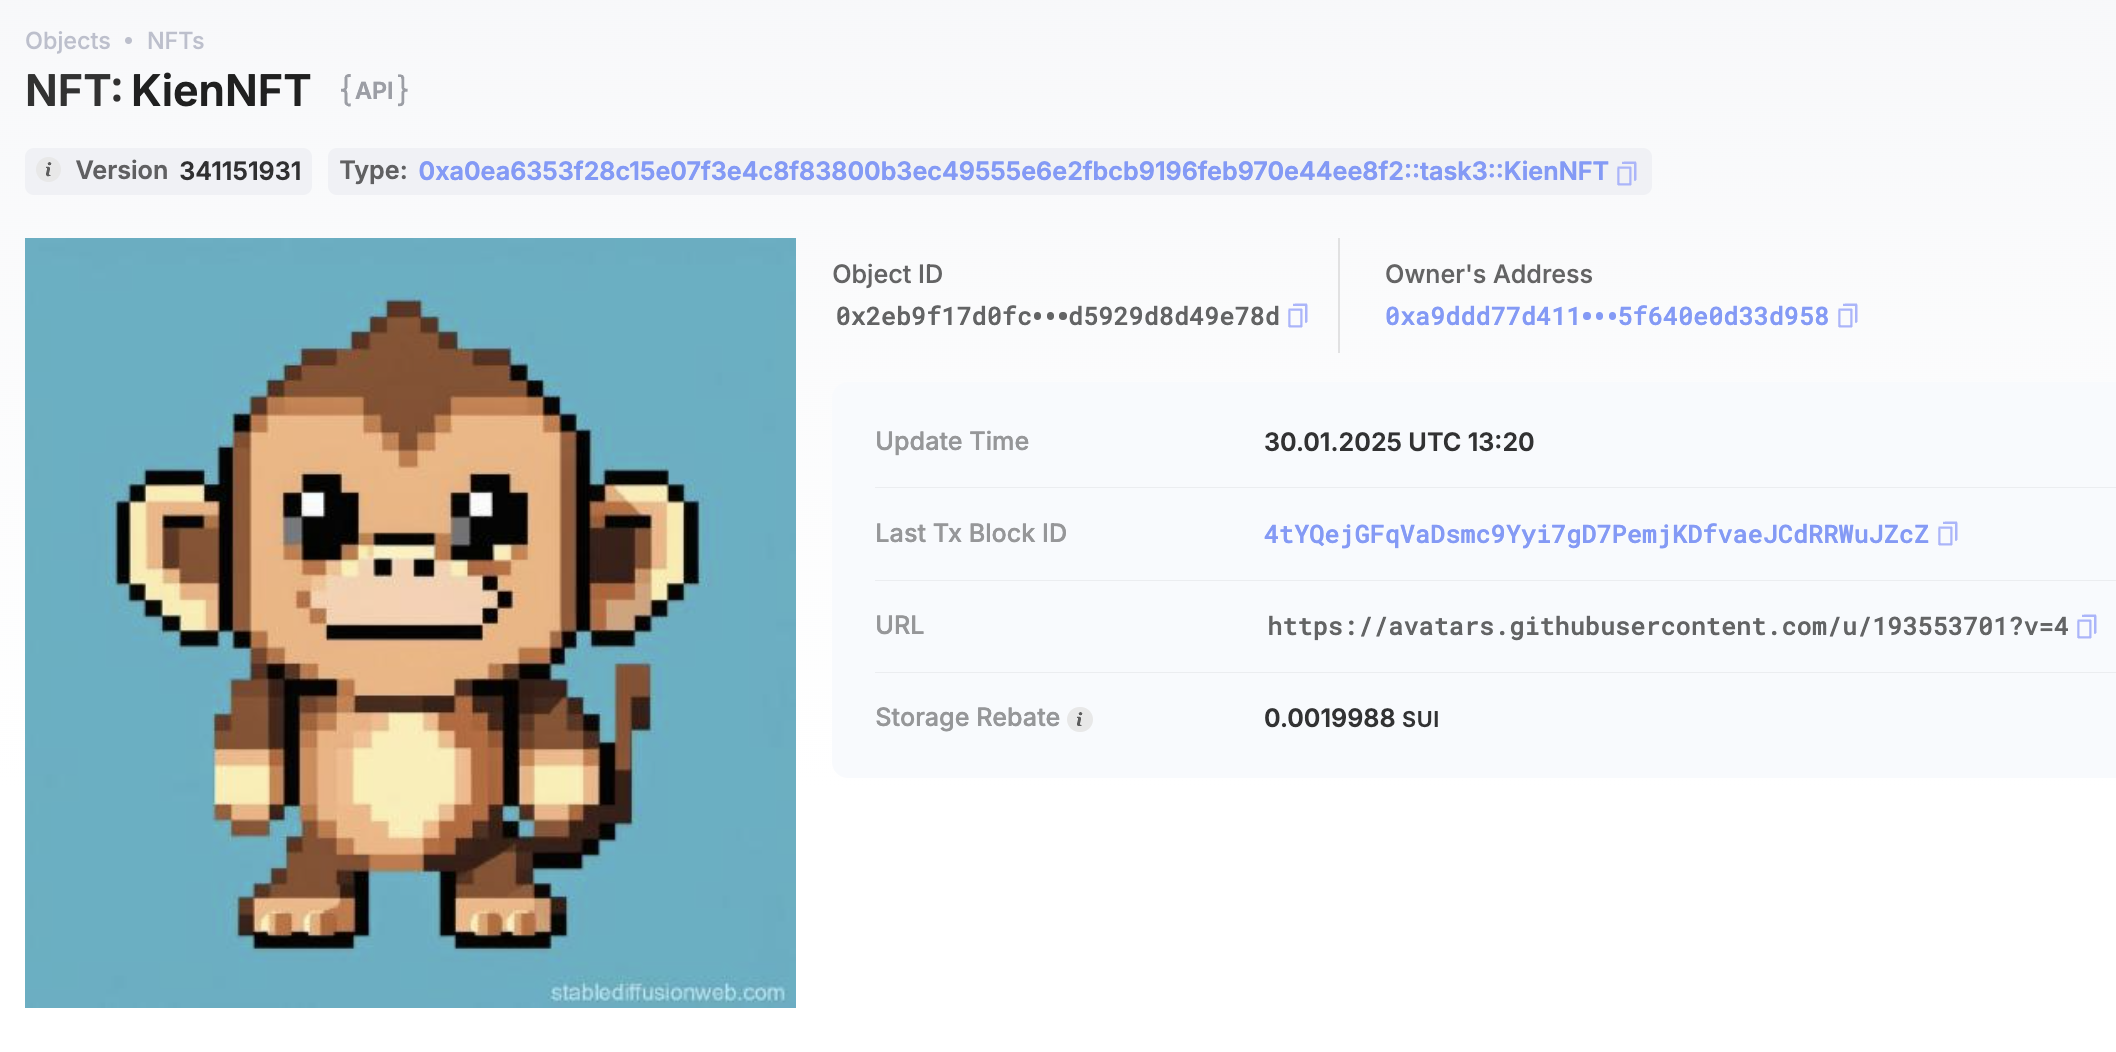 Objects • NFTs
NFT: KienNFT {API}
i Version 341151931 Type: 0xa0ea6353f28c15e07f3e4c8f83800b3ec49555e6e2fbcb9196feb970e44ee8f2::task3::KienNFT
Object ID
0x2eb9f17d0fc•••d5929d8d49e78d
Owner's Address
0xa9ddd77d411•••5f640e0d33d958
Update Time 30.01.2025 UTC 13:20
Last Tx Block ID 4tYQejGFqVaDsmc9Yyi7gD7PemjKDfvaeJCdRRWuJZcZ
URL https://avatars.githubusercontent.com/u/193553701?v=4
Storage Rebate i 0.0019988 SUI
stablediffusionweb.com